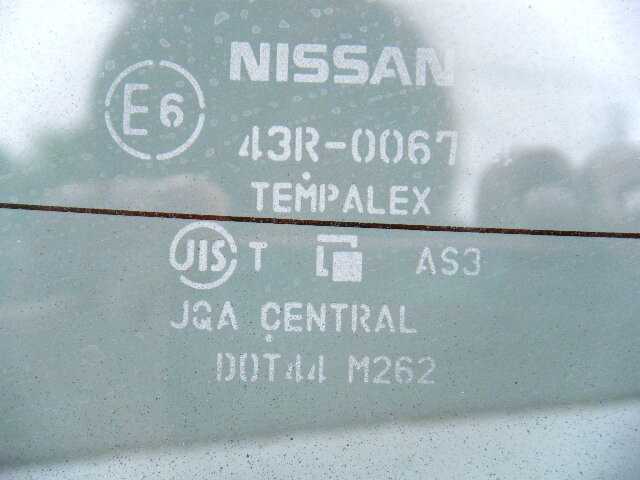 NISSAN
E6
43R-0067
TEMPALEX
JIS T AS3
JQA CENTRAL
DOT44 M262